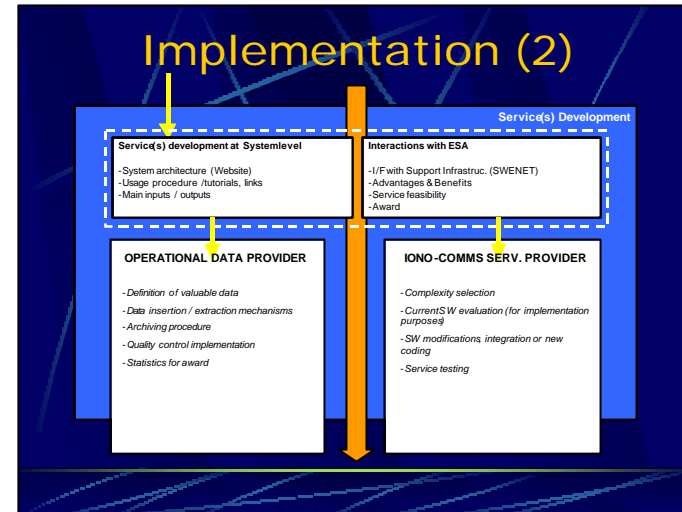 Implementation (2)
Service(s) Development
Service(s) development at Systemlevel
-System architecture (Website)
-Usage procedure /tutorials, links
-Main inputs / outputs
Interactions with ESA
-I/F with Support Infrastruc. (SWENET)
-Advantages & Benefits
-Service feasibility
-Award
OPERATIONAL DATA PROVIDER
-Definition of valuable data
-Data insertion / extraction mechanisms
-Archiving procedure
-Quality control implementation
-Statistics for award
IONO-COMMS SERV. PROVIDER
-Complexity selection
-Current SW evaluation (for implementation
purposes)
-SW modifications, integration or new
coding
-Service testing